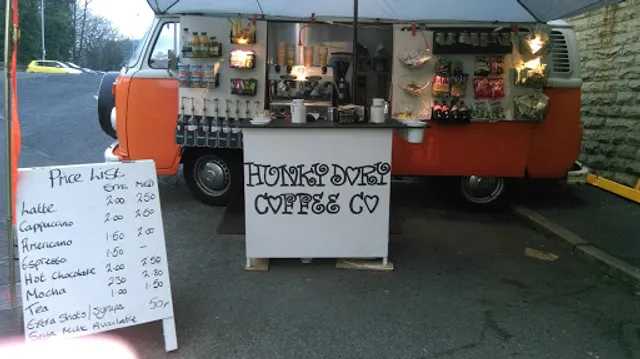 Price List
Sma Med
Latte 2.00 2.50
Cappuccino 2.00 2.50
Americano 1.50 2.00
Espresso 1.50 –
Hot Chocolate 2.00 2.50
Mocha 2.30 2.80
Tea 1.00 1.50
Extra Shots/Syrups 50p
Soya Milk Available
HUNKY DORY
COFFEE CO